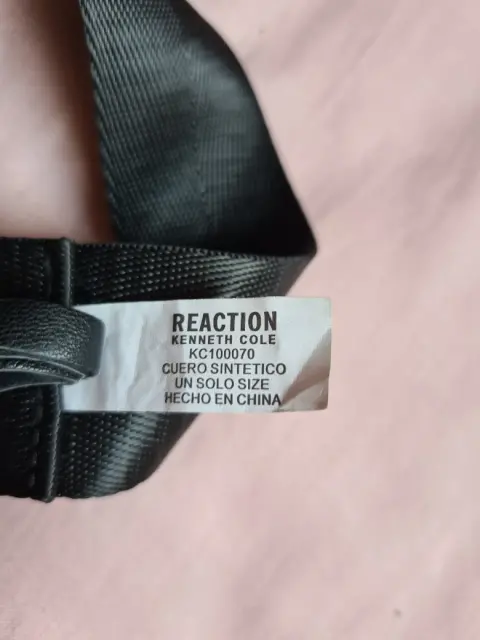 REACTION
KENNETH COLE
KC100070
CUERO SINTETICO
UN SOLO SIZE
HECHO EN CHINA